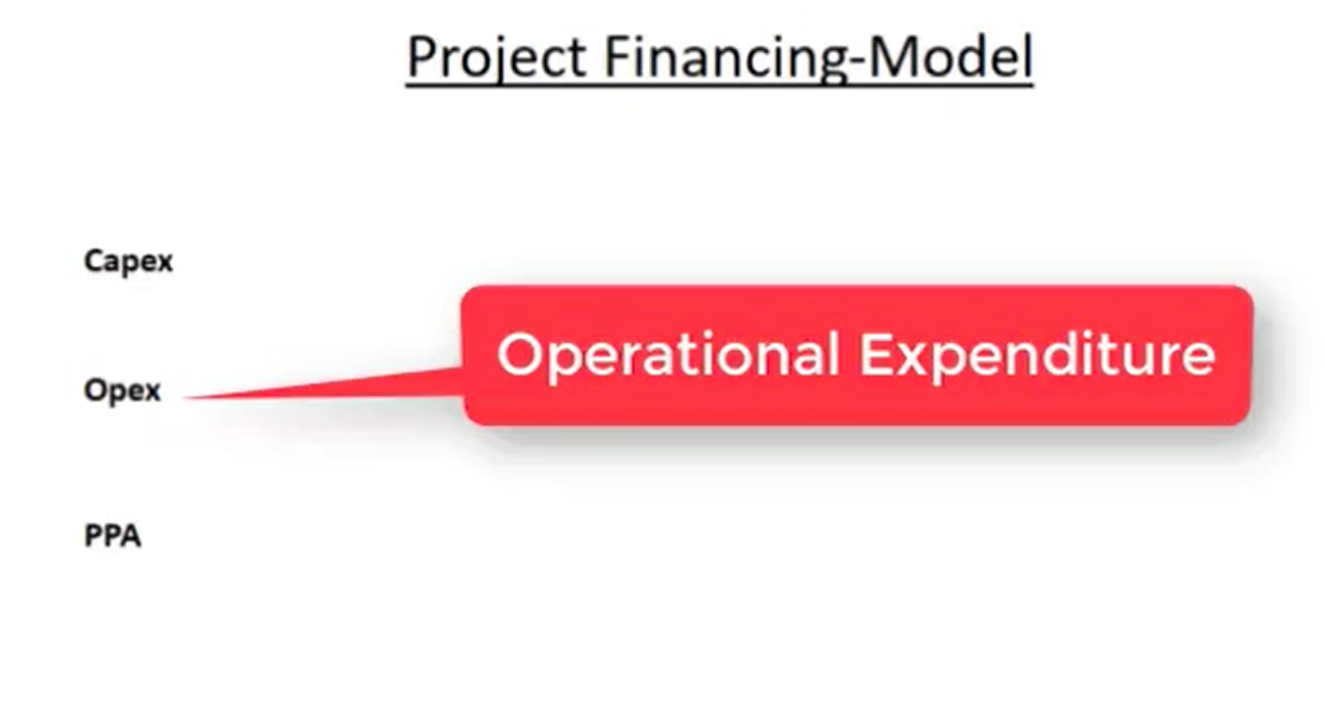 Project Financing-Model
Capex
Operational Expenditure
Opex
PPA